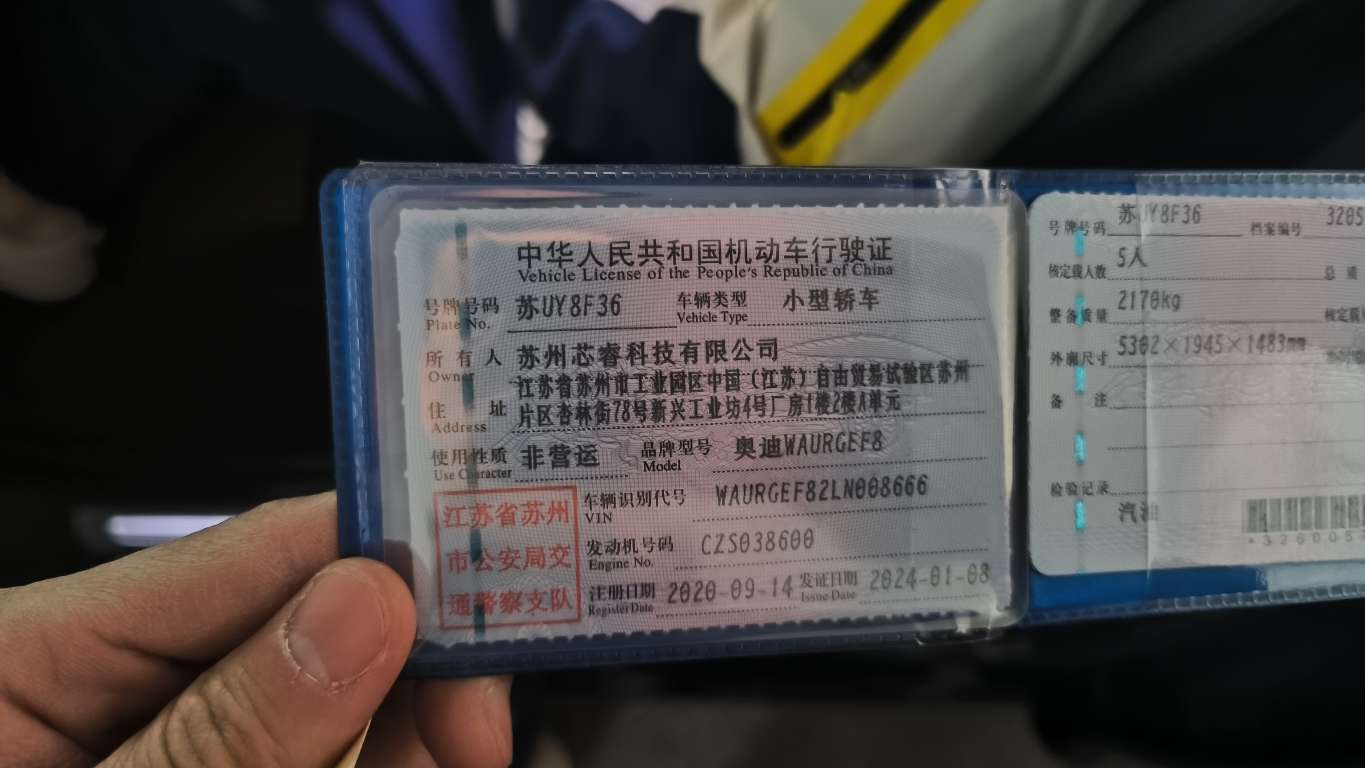 中华人民共和国机动车行驶证
Vehicle License of the People's Republic of China
号牌号码 苏UY8F36 车辆类型 小型轿车
Plate No. Vehicle Type
所有人 苏州芯睿科技有限公司
Owner
江苏省苏州市工业园区中国(江苏)自由贸易试验区苏州
住址 片区杏林街78号新兴工业坊4号厂房1楼2楼A单元
Address
使用性质 非营运 品牌型号 奥迪WAURGEF8
Use Character Model
江苏省苏州
市公安局交
通警察支队
车辆识别代号 WAURGEF82LN008666
VIN
发动机号码 CZS038600
Engine No.
注册日期 2020-09-14 发证日期 2024-01-08
Register Date Issue Date
号牌号码 苏UY8F36 档案编号 3205
核定载人数 5人 总质
整备质量 2170kg 核定载
外廓尺寸 5302×1945×1483mm
备注
检验记录
汽油
*326005